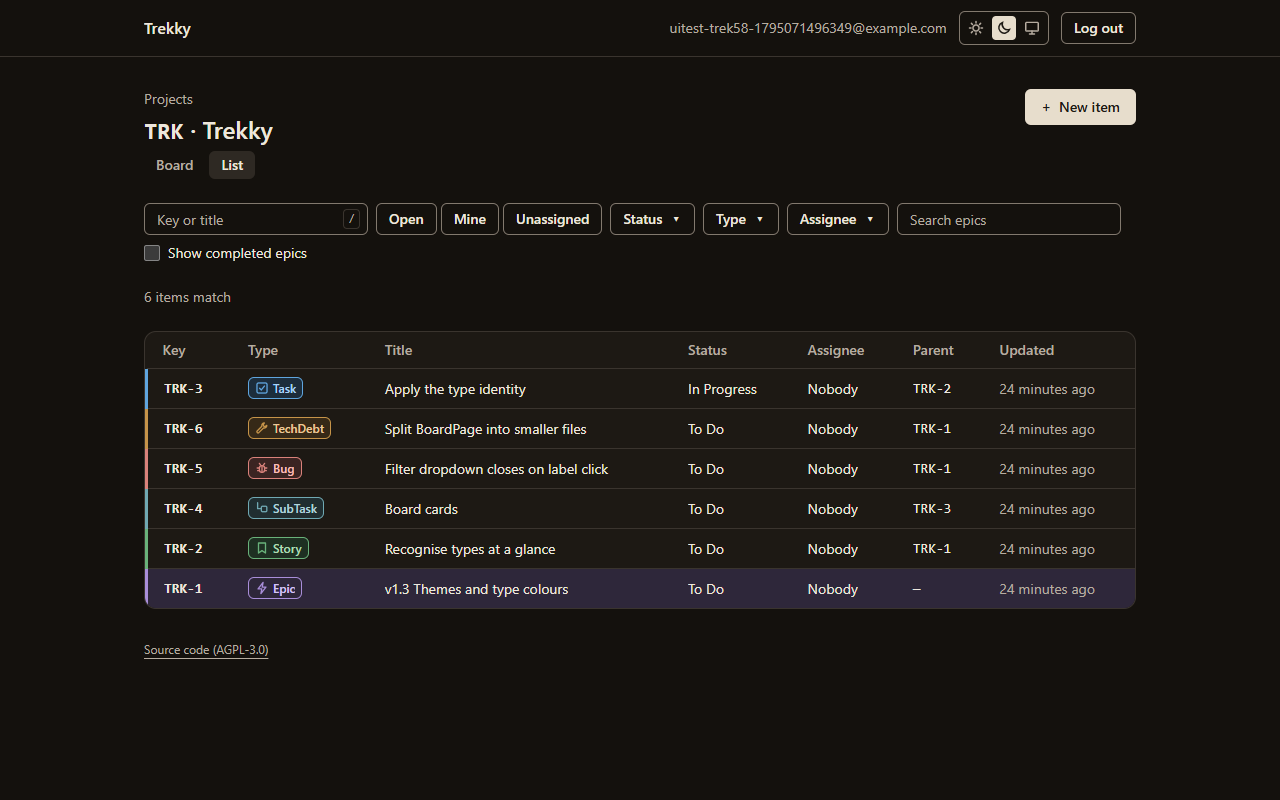 Trekky
uitest-trek58-1795071496349@example.com
Log out
Projects
TRK · Trekky
+ New item
Board List
Key or title /
Open Mine Unassigned Status ▼ Type ▼ Assignee ▼ Search epics
Show completed epics
6 items match
Key Type Title Status Assignee Parent Updated
TRK-3 Task Apply the type identity In Progress Nobody TRK-2 24 minutes ago
TRK-6 TechDebt Split BoardPage into smaller files To Do Nobody TRK-1 24 minutes ago
TRK-5 Bug Filter dropdown closes on label click To Do Nobody TRK-1 24 minutes ago
TRK-4 SubTask Board cards To Do Nobody TRK-3 24 minutes ago
TRK-2 Story Recognise types at a glance To Do Nobody TRK-1 24 minutes ago
TRK-1 Epic v1.3 Themes and type colours To Do Nobody – 24 minutes ago
Source code (AGPL-3.0)